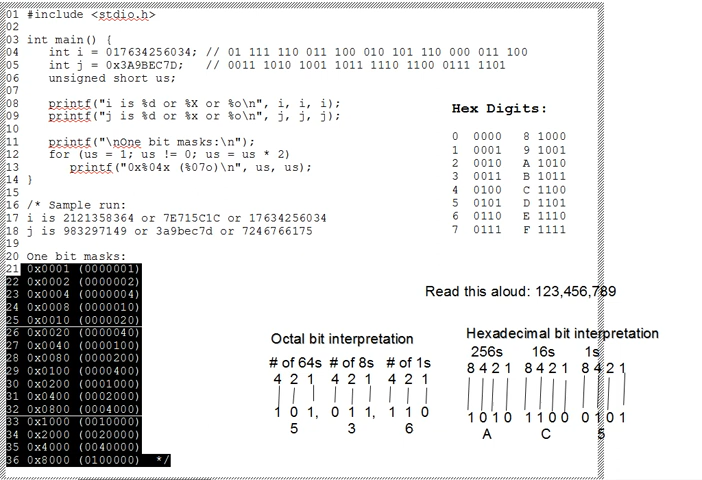 01 #include <stdio.h>
02
03 int main() {
04 int i = 017634256034; // 01 111 110 011 100 010 101 110 000 011 100
05 int j = 0x3A9BEC7D; // 0011 1010 1001 1011 1110 1100 0111 1101
06 unsigned short us;
07
08 printf("i is %d or %X or %o\n", i, i, i);
09 printf("j is %d or %x or %o\n", j, j, j);
10
11 printf("\nOne bit masks:\n");
12 for (us = 1; us != 0; us = us * 2)
13 printf("0x%04x (%07o)\n", us, us);
14 }
15
16 /* Sample run:
17 i is 2121358364 or 7E715C1C or 17634256034
18 j is 983297149 or 3a9bec7d or 7246766175
19
20 One bit masks:
21 0x0001 (0000001)
22 0x0002 (0000002)
23 0x0004 (0000004)
24 0x0008 (0000010)
25 0x0010 (0000020)
26 0x0020 (0000040)
27 0x0040 (0000100)
28 0x0080 (0000200)
29 0x0100 (0000400)
30 0x0200 (0001000)
31 0x0400 (0002000)
32 0x0800 (0004000)
33 0x1000 (0010000)
34 0x2000 (0020000)
35 0x4000 (0040000)
36 0x8000 (0100000) */
Hex Digits:
0 0000 8 1000
1 0001 9 1001
2 0010 A 1010
3 0011 B 1011
4 0100 C 1100
5 0101 D 1101
6 0110 E 1110
7 0111 F 1111
Read this aloud: 123,456,789
Octal bit interpretation
# of 64s # of 8s # of 1s
4 2 1 4 2 1 4 2 1
1 0 1, 0 1 1, 1 1 0
5 3 6
Hexadecimal bit interpretation
256s 16s 1s
8 4 2 1 8 4 2 1 8 4 2 1
1 0 1 0 1 1 0 0 0 1 0 1
A C 5